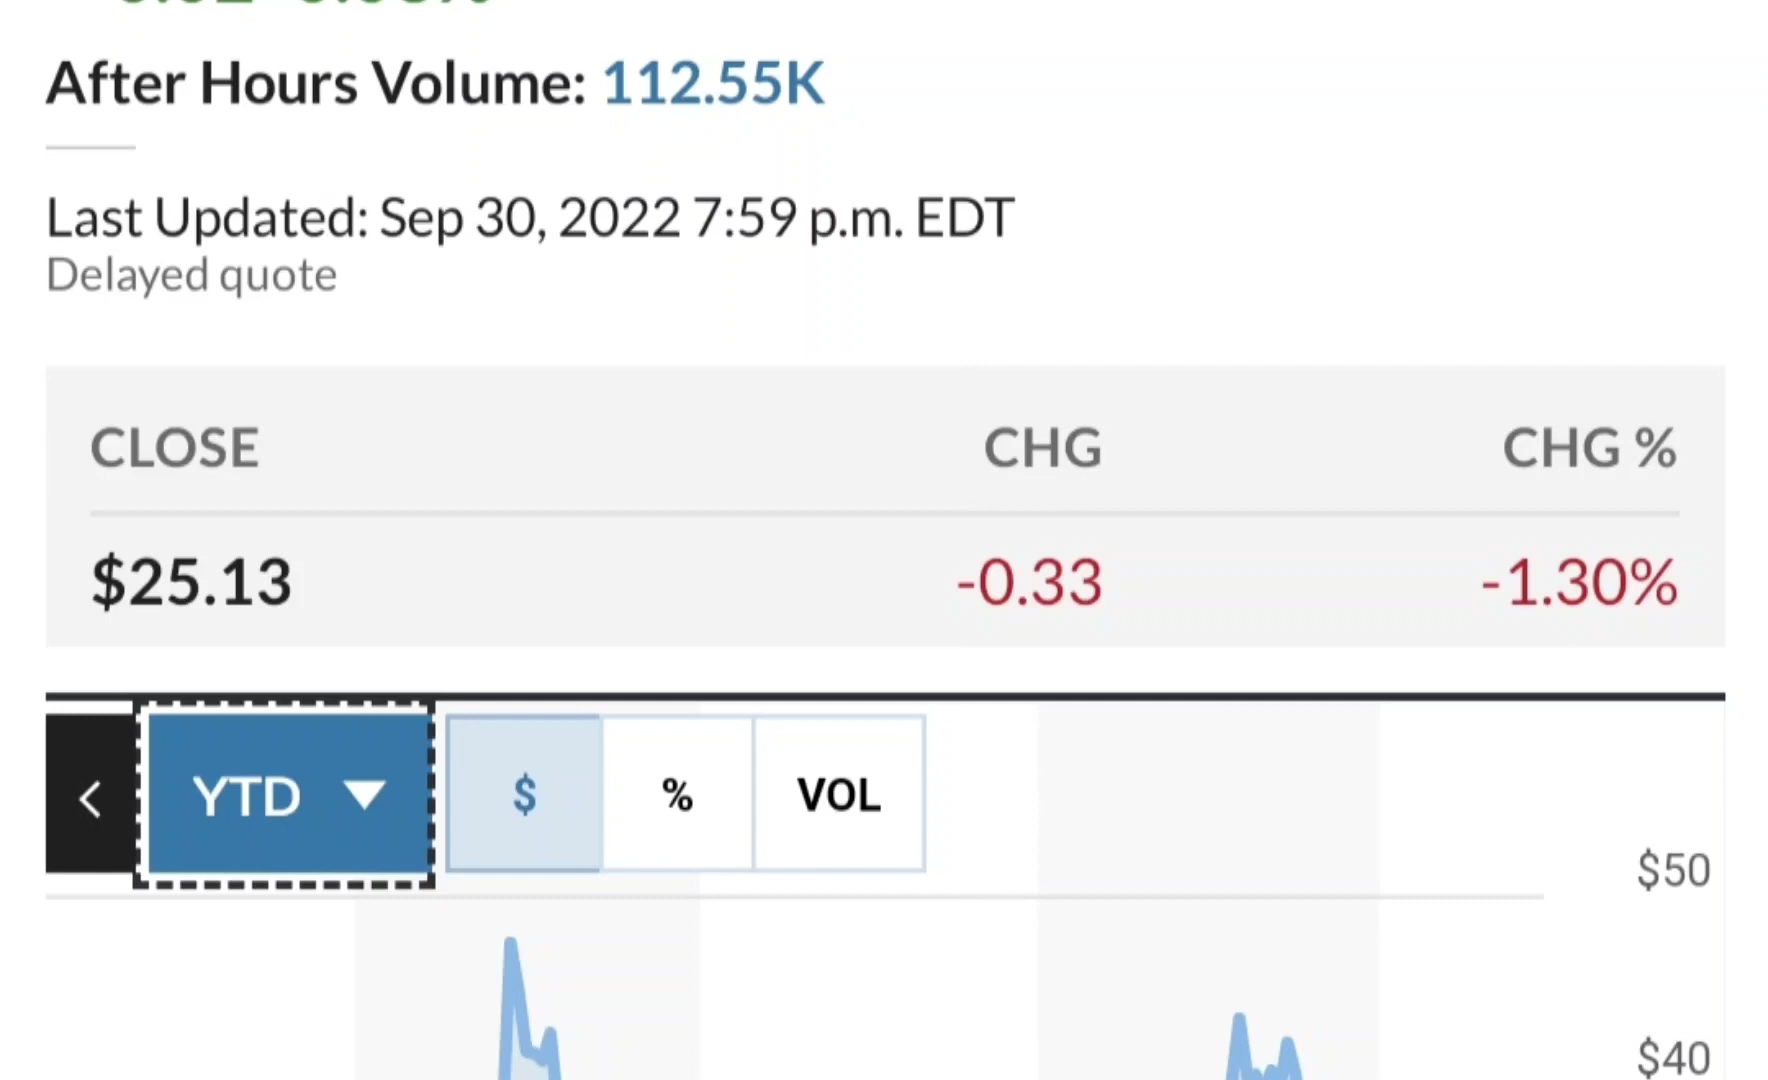 After Hours Volume: 112.55K
Last Updated: Sep 30, 2022 7:59 p.m. EDT
Delayed quote
CLOSE CHG CHG %
$25.13 -0.33 -1.30%
< YTD $ % VOL
$50
$40